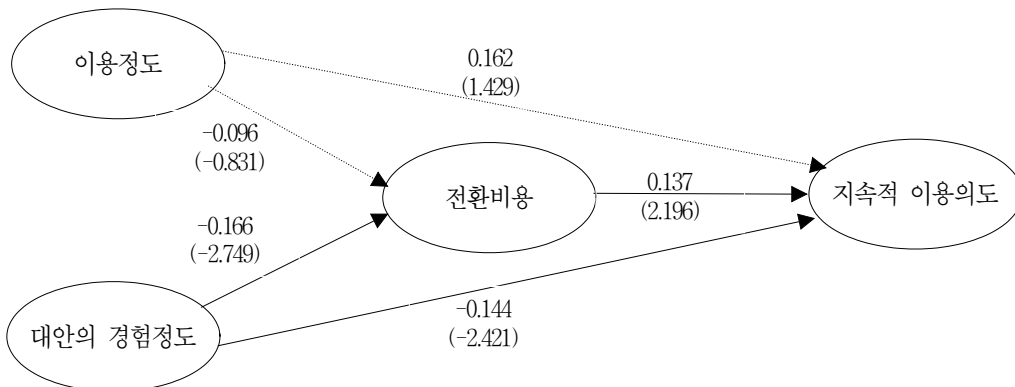 이용정도
0.162
(1.429)
-0.096
(-0.831)
전환비용
0.137
(2.196)
지속적 이용의도
-0.166
(-2.749)
-0.144
(-2.421)
대안의 경험정도